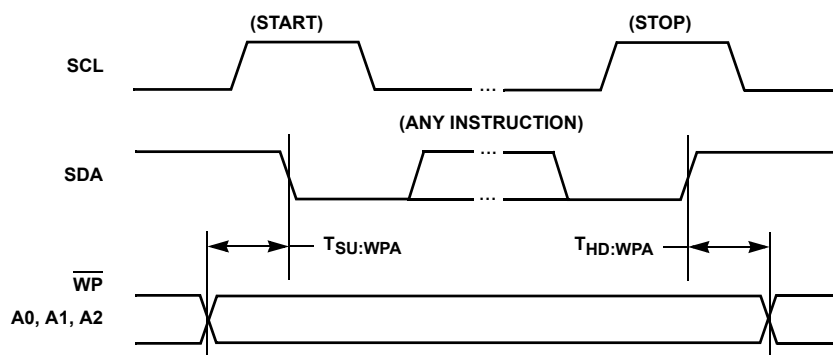 (START)
(STOP)
SCL
...
(ANY INSTRUCTION)
...
SDA
...
TSU:WPA
THD:WPA
WP
A0, A1, A2